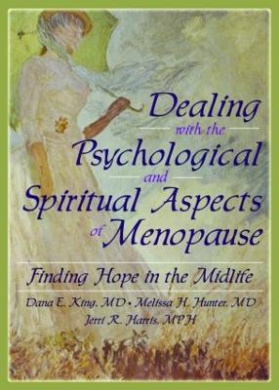 Dealing
with the
Psychological
and
Spiritual Aspects
of Menopause
Finding Hope in the Midlife
Dana E. King, MD • Melissa H. Hunter, MD
Jerri R. Harris, MPH